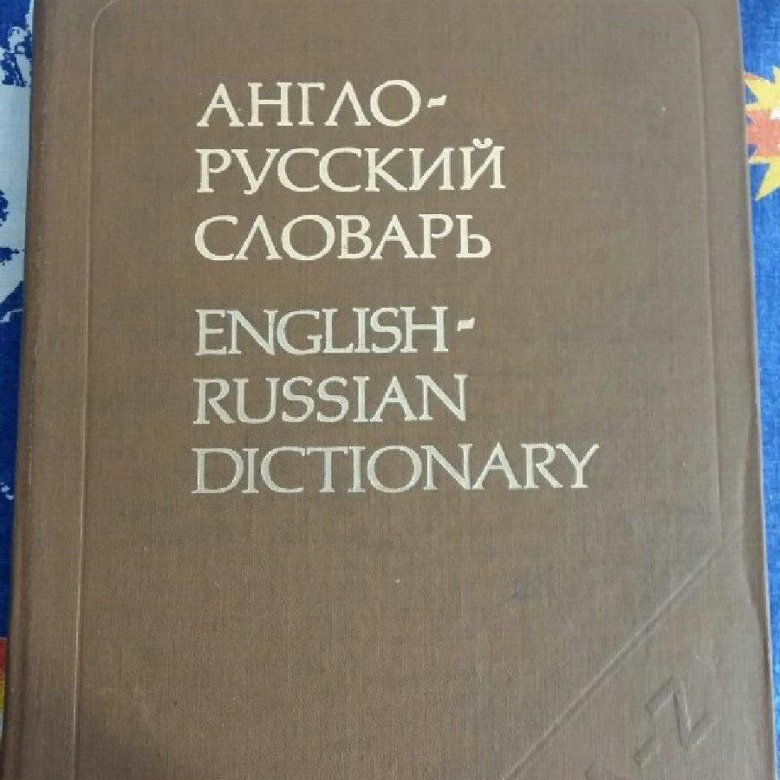 АНГЛО-
РУССКИЙ
СЛОВАРЬ
ENGLISH-
RUSSIAN
DICTIONARY
A-Z